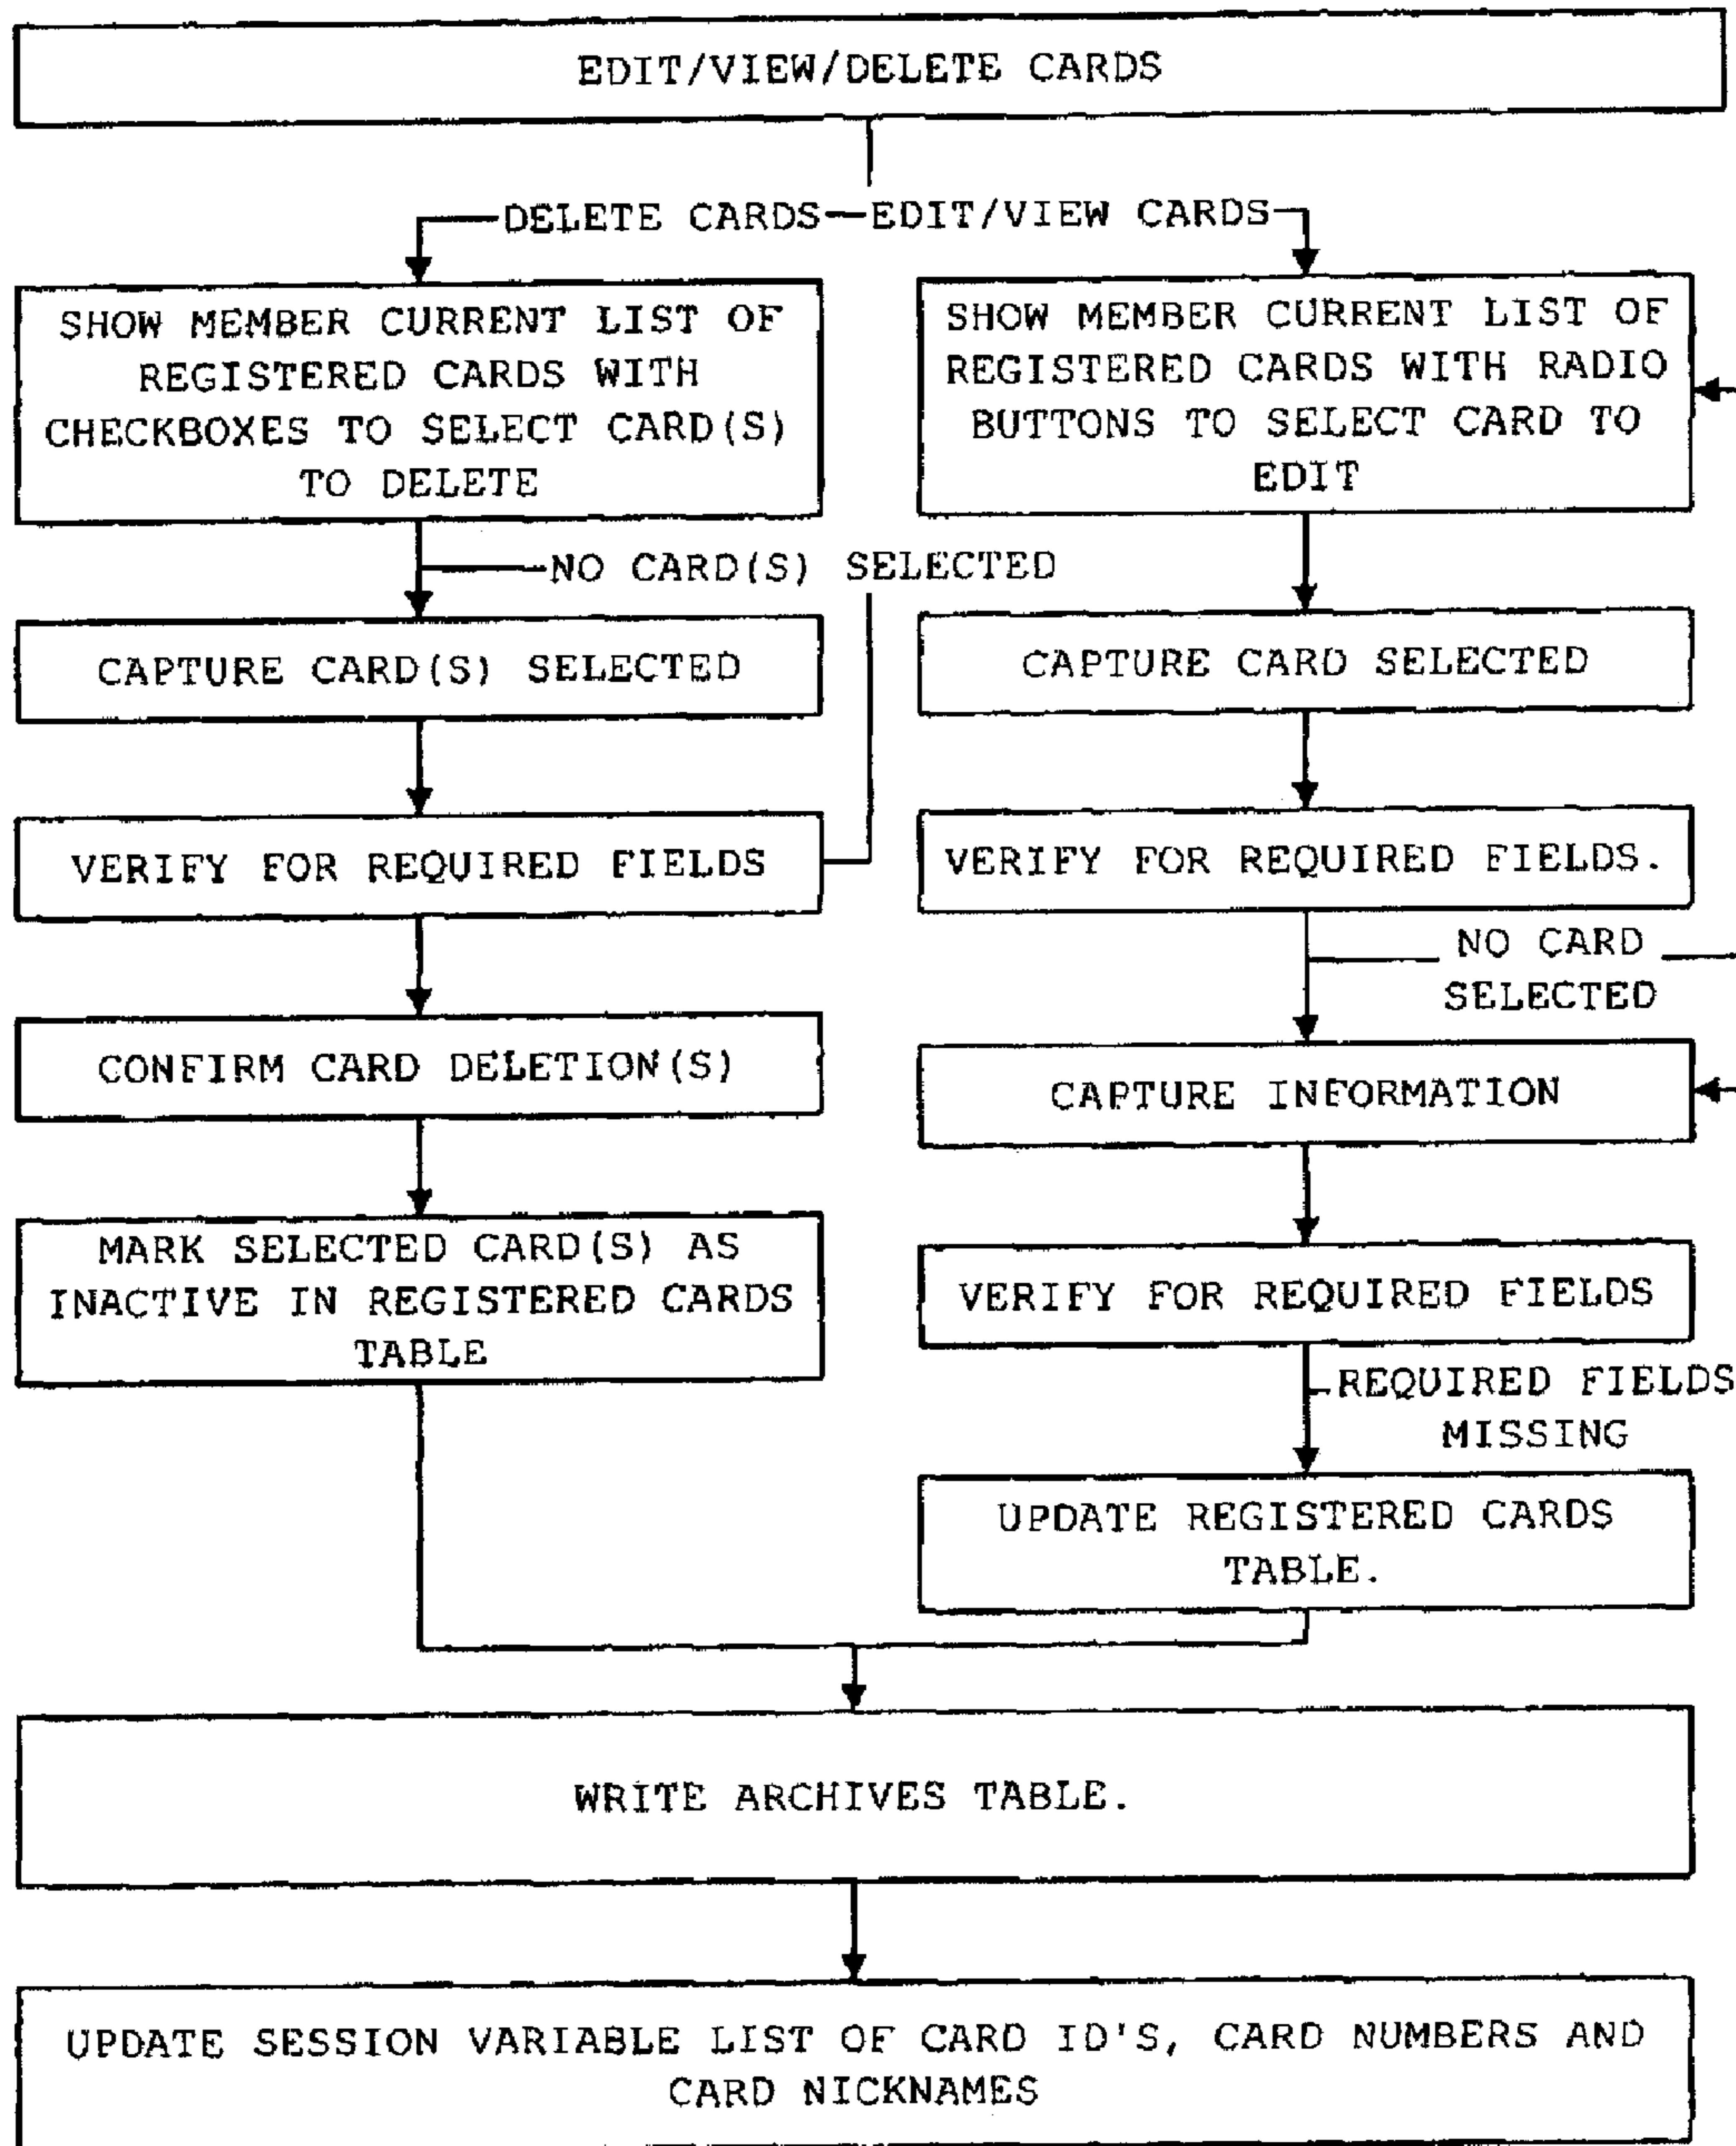 EDIT/VIEW/DELETE CARDS
DELETE CARDS
EDIT/VIEW CARDS
SHOW MEMBER CURRENT LIST OF
REGISTERED CARDS WITH
CHECKBOXES TO SELECT CARD(S)
TO DELETE
NO CARD(S) SELECTED
CAPTURE CARD(S) SELECTED
VERIFY FOR REQUIRED FIELDS
CONFIRM CARD DELETION(S)
MARK SELECTED CARD(S) AS
INACTIVE IN REGISTERED CARDS
TABLE
SHOW MEMBER CURRENT LIST OF
REGISTERED CARDS WITH RADIO
BUTTONS TO SELECT CARD TO
EDIT
CAPTURE CARD SELECTED
VERIFY FOR REQUIRED FIELDS.
NO CARD
SELECTED
CAPTURE INFORMATION
VERIFY FOR REQUIRED FIELDS
REQUIRED FIELDS
MISSING
UPDATE REGISTERED CARDS
TABLE.
WRITE ARCHIVES TABLE.
UPDATE SESSION VARIABLE LIST OF CARD ID'S, CARD NUMBERS AND
CARD NICKNAMES